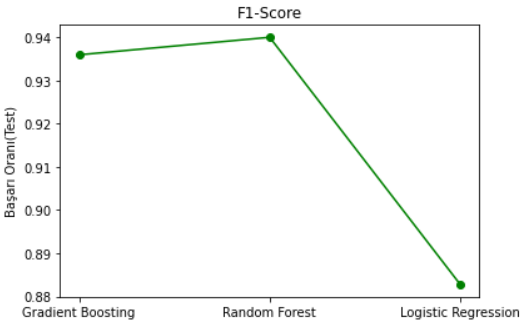 F1-Score
Başarı Oranı(Test)
0.94
0.93
0.92
0.91
0.90
0.89
0.88
Gradient Boosting
Random Forest
Logistic Regression